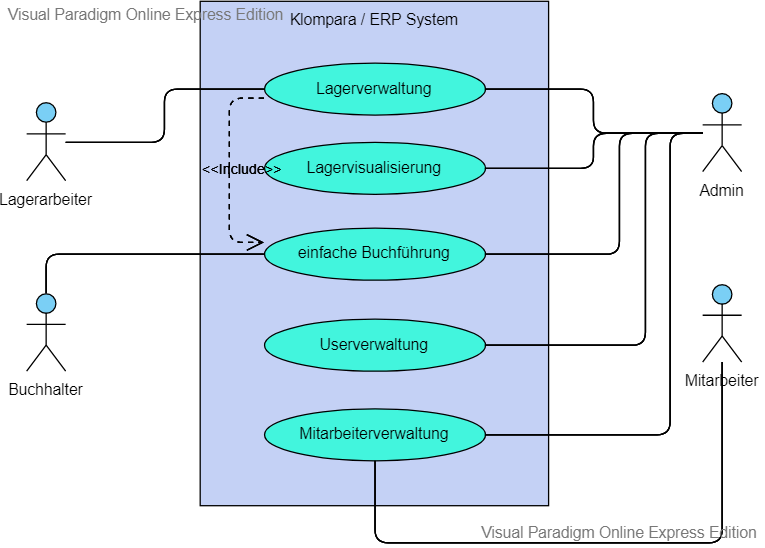 Visual Paradigm Online Express Edition
Klompara / ERP System
Lagerverwaltung
<<Include>>
Lagervisualisierung
einfache Buchführung
Userverwaltung
Mitarbeiterverwaltung
Lagerarbeiter
Buchhalter
Admin
Mitarbeiter
Visual Paradigm Online Express Edition